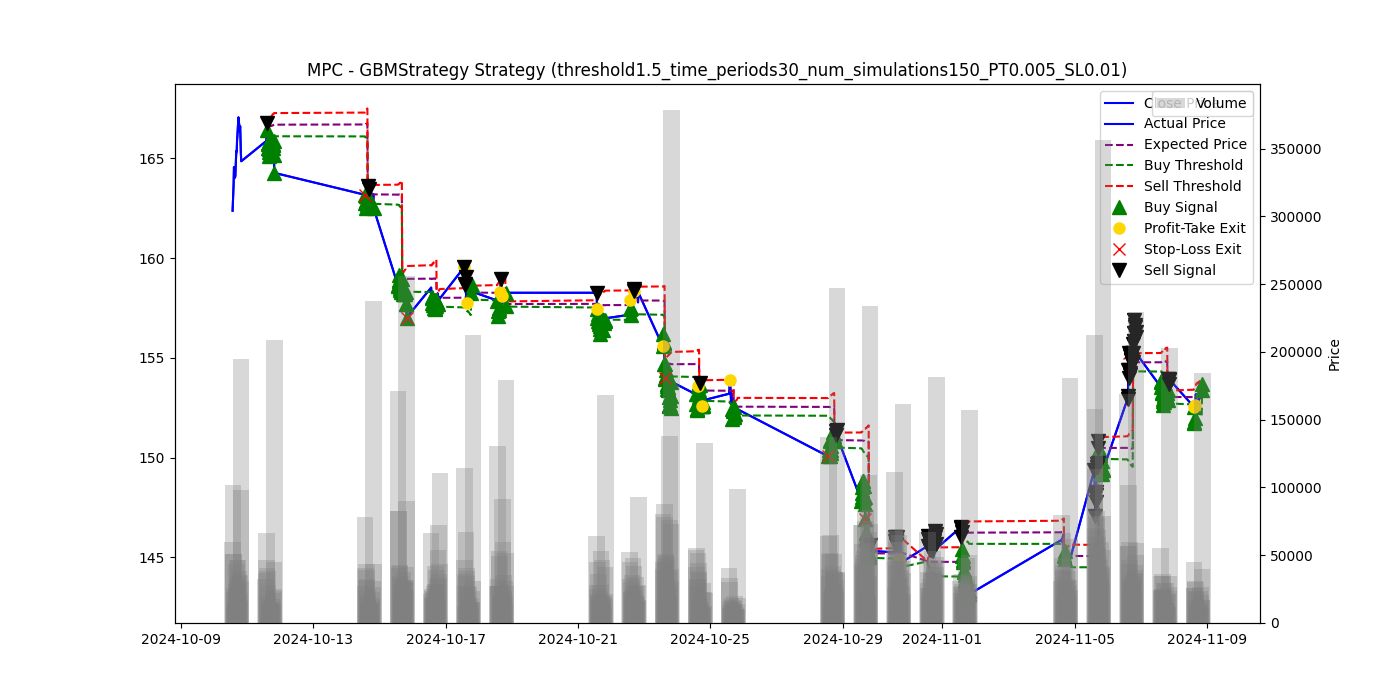 MPC - GBMStrategy Strategy (threshold1.5_time_periods30_num_simulations150_PT0.005_SL0.01)
Volume
Actual Price
Expected Price
Buy Threshold
Sell Threshold
Buy Signal
Profit-Take Exit
Stop-Loss Exit
Sell Signal
165
160
155
150
145
350000
300000
250000
200000
150000
100000
50000
0
Price
2024-10-09
2024-10-13
2024-10-17
2024-10-21
2024-10-25
2024-10-29
2024-11-01
2024-11-05
2024-11-09